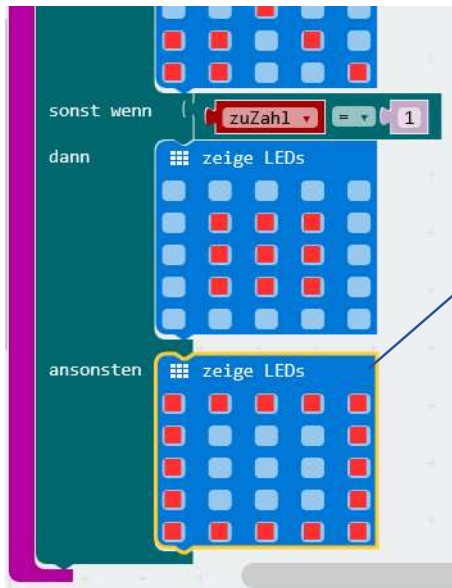 sonst wenn ( zuZahl = 1
dann zeige LEDs
ansonsten zeige LEDs